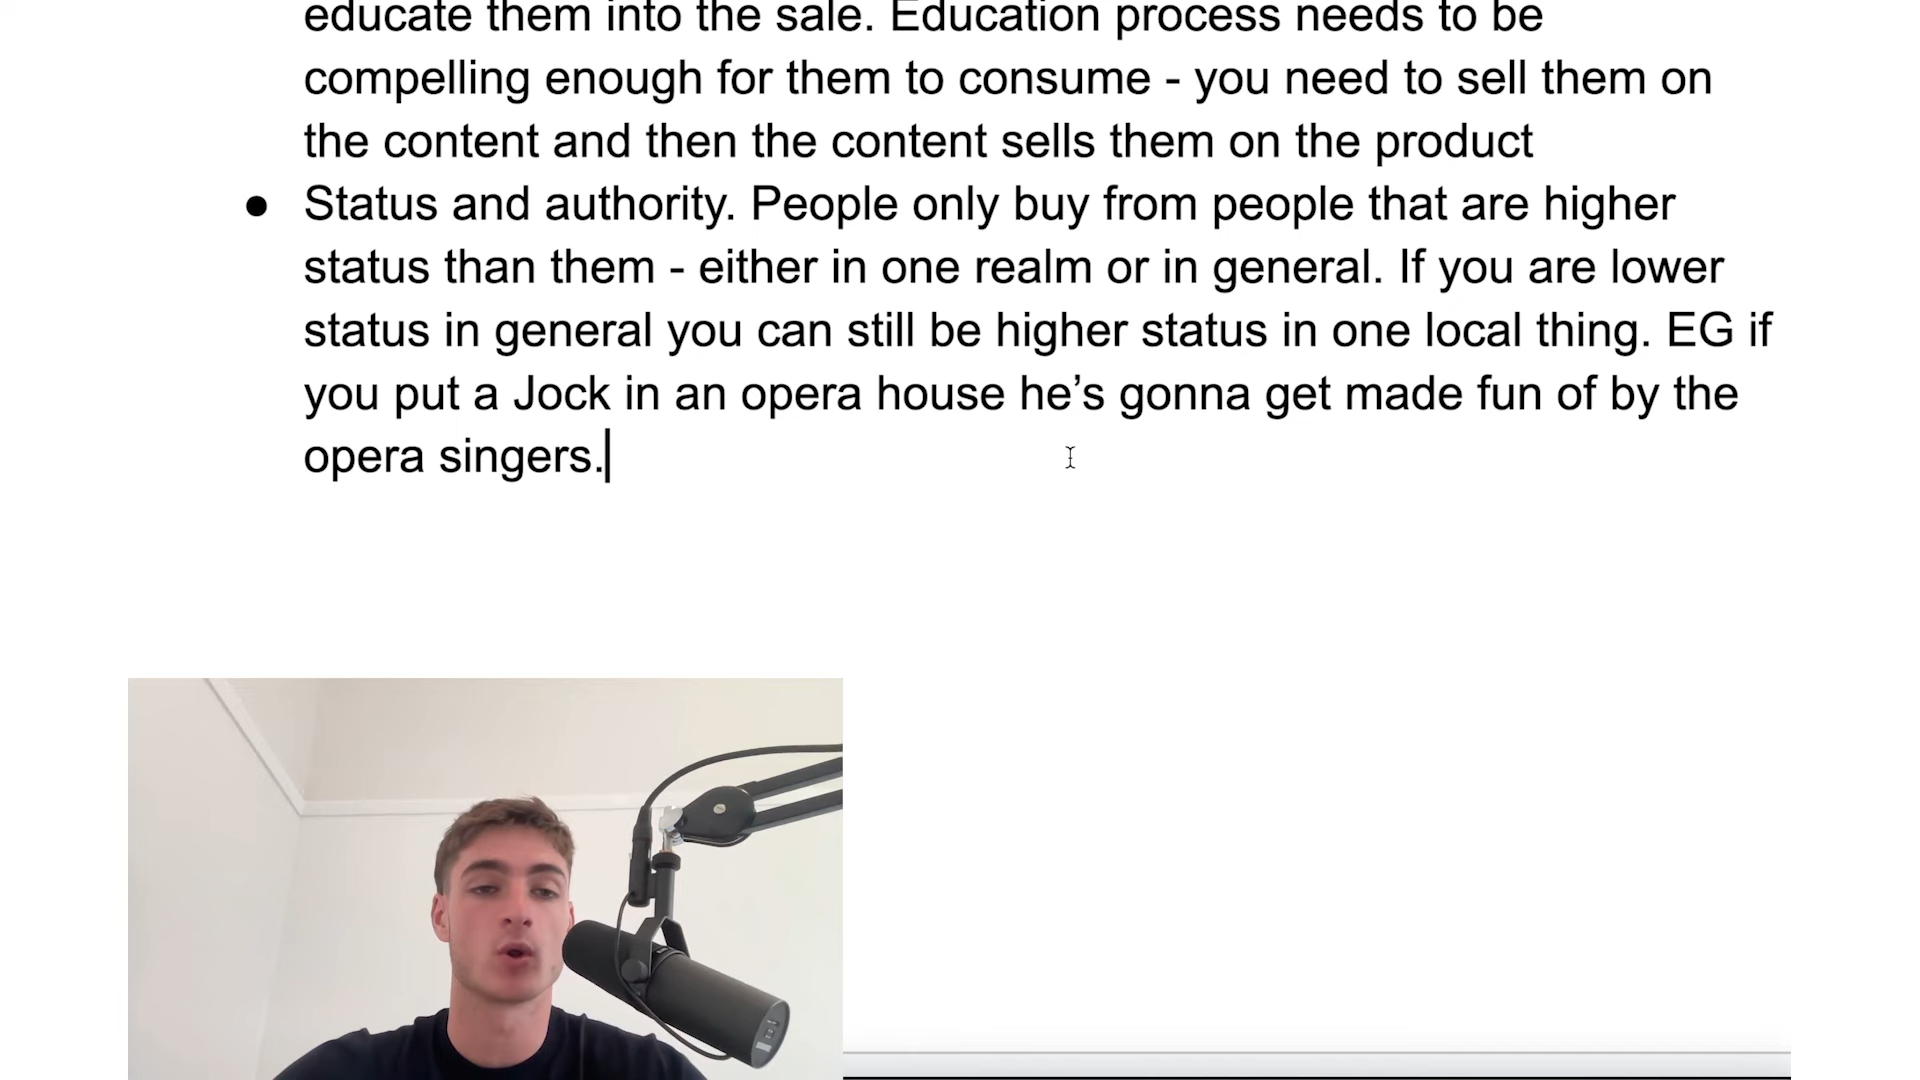 educate them into the sale. Education process needs to be
compelling enough for them to consume - you need to sell them on
the content and then the content sells them on the product
● Status and authority. People only buy from people that are higher
status than them - either in one realm or in general. If you are lower
status in general you can still be higher status in one local thing. EG if
you put a Jock in an opera house he’s gonna get made fun of by the
opera singers.